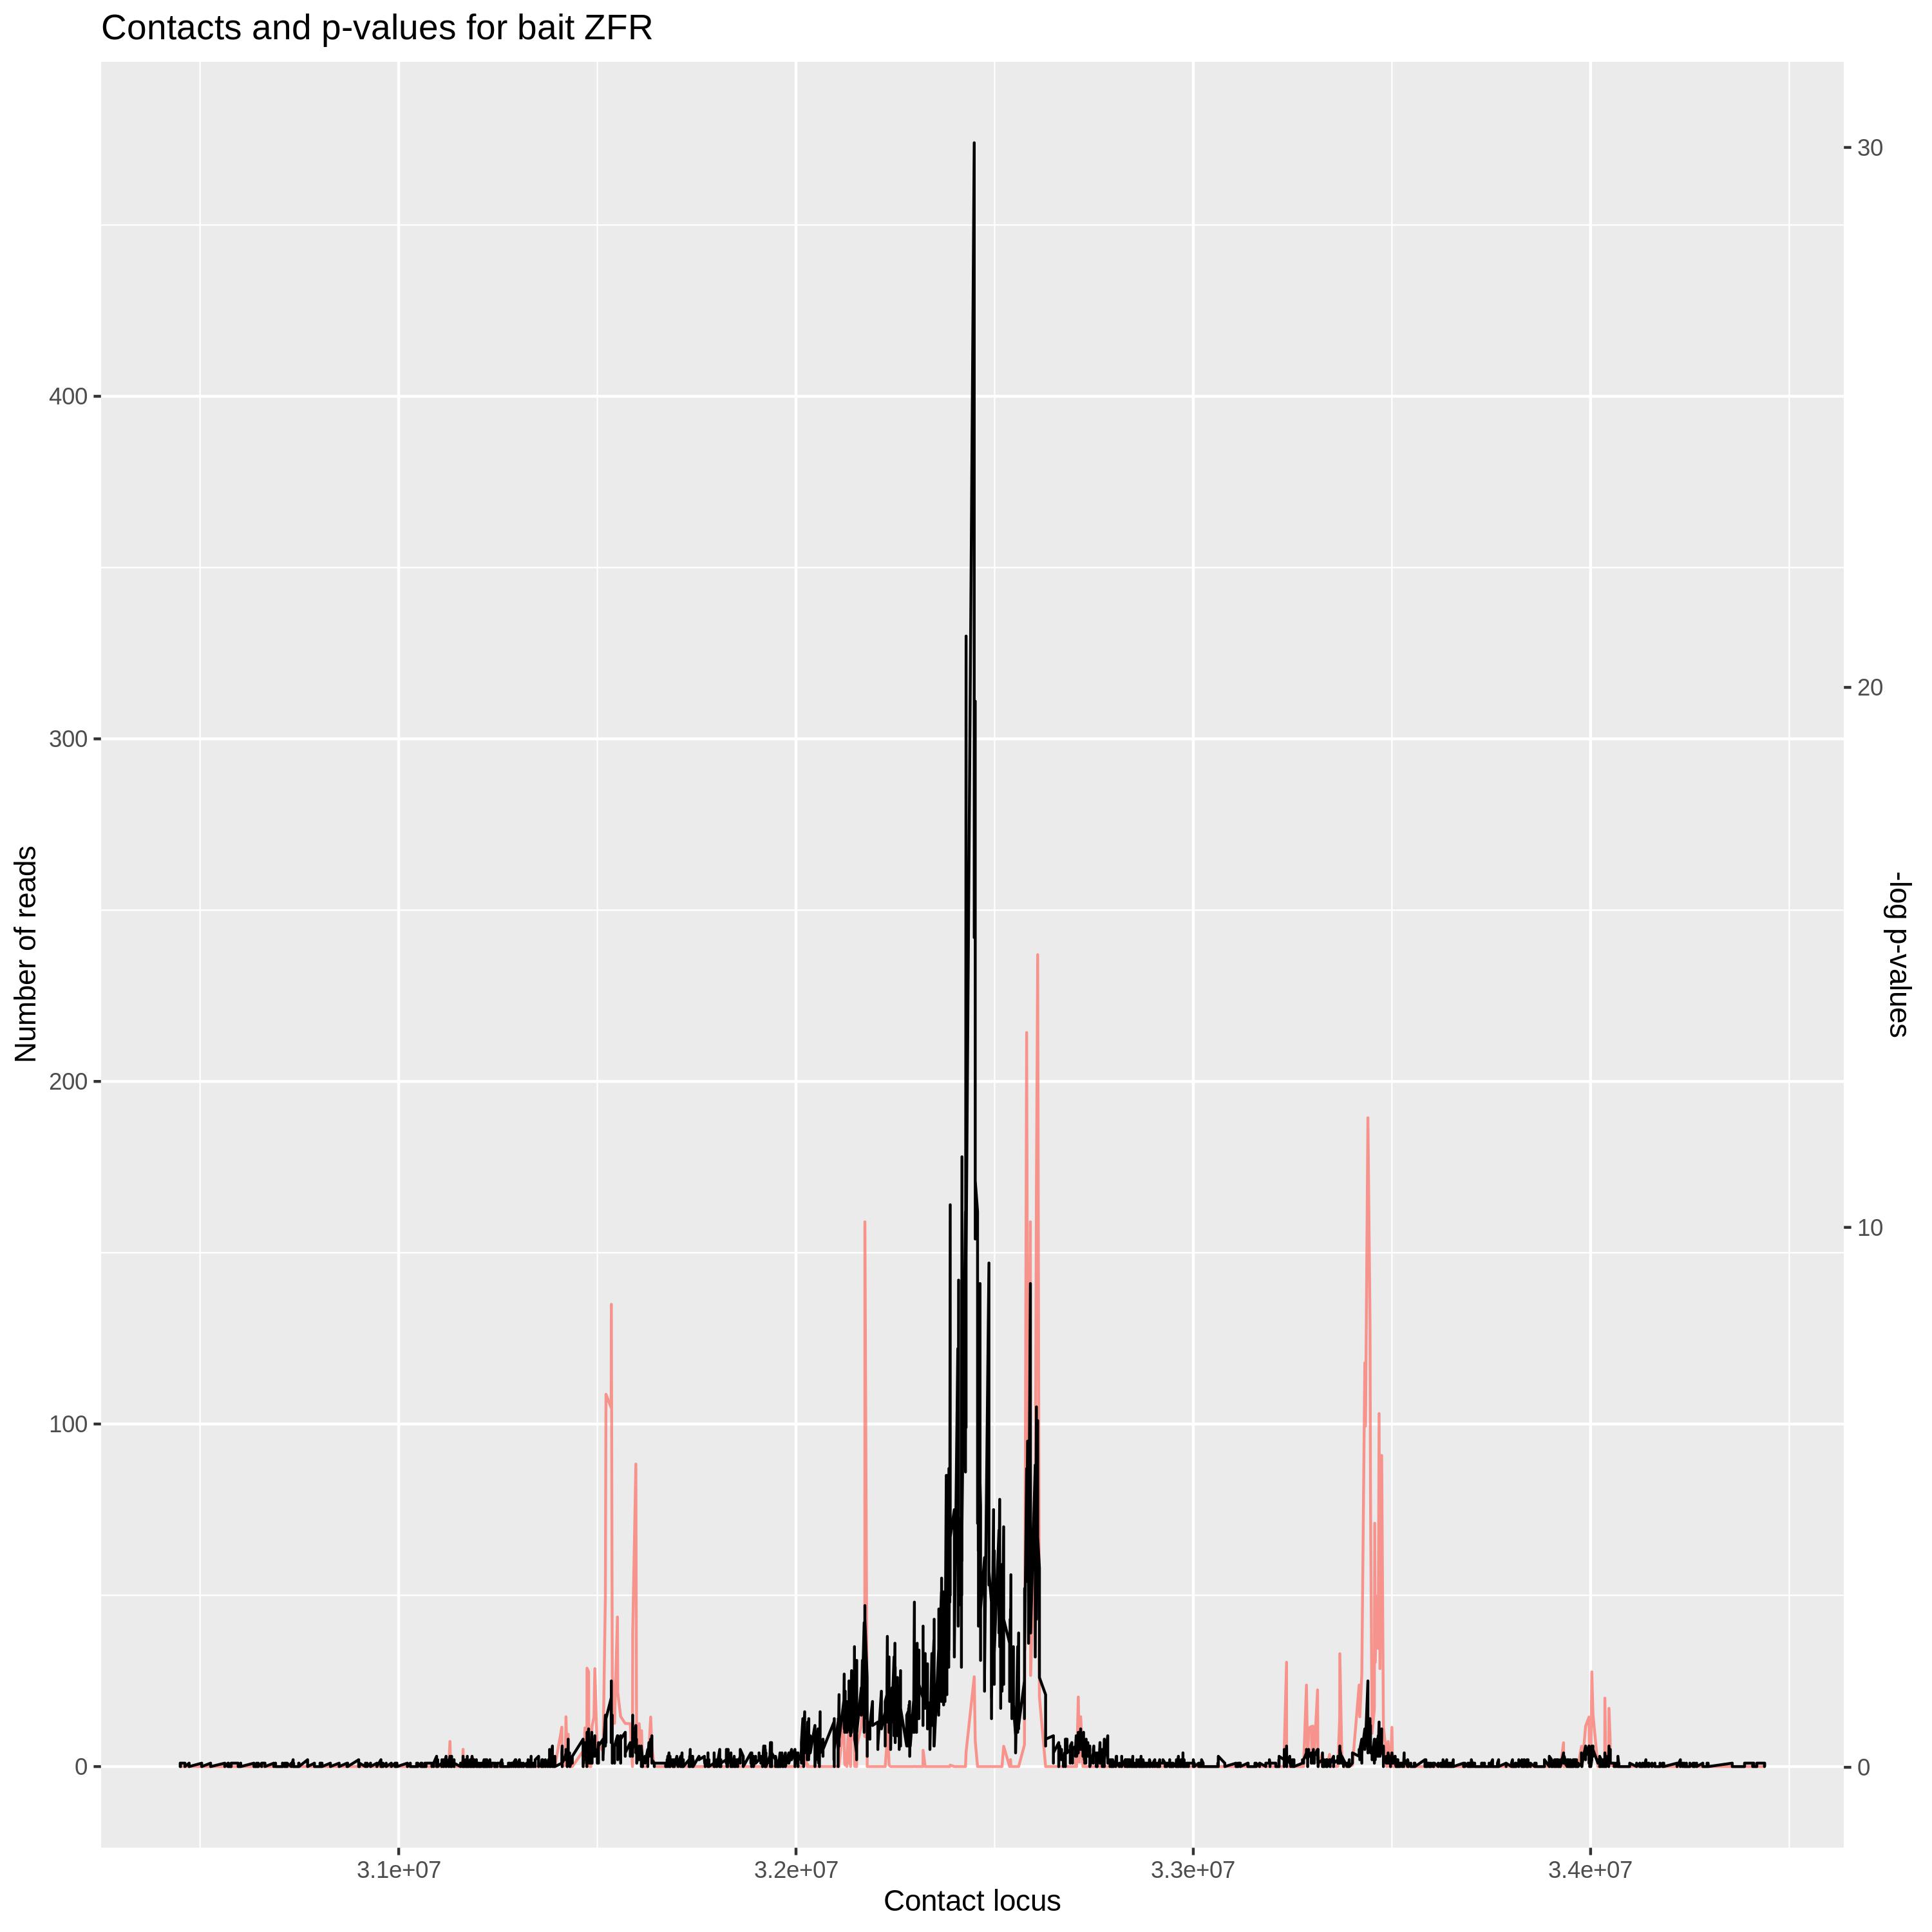 Contacts and p-values for bait ZFR
Number of reads
400
300
200
100
0
30
20
10
0
-log p-values
3.1e+07
3.2e+07
3.3e+07
3.4e+07
Contact locus